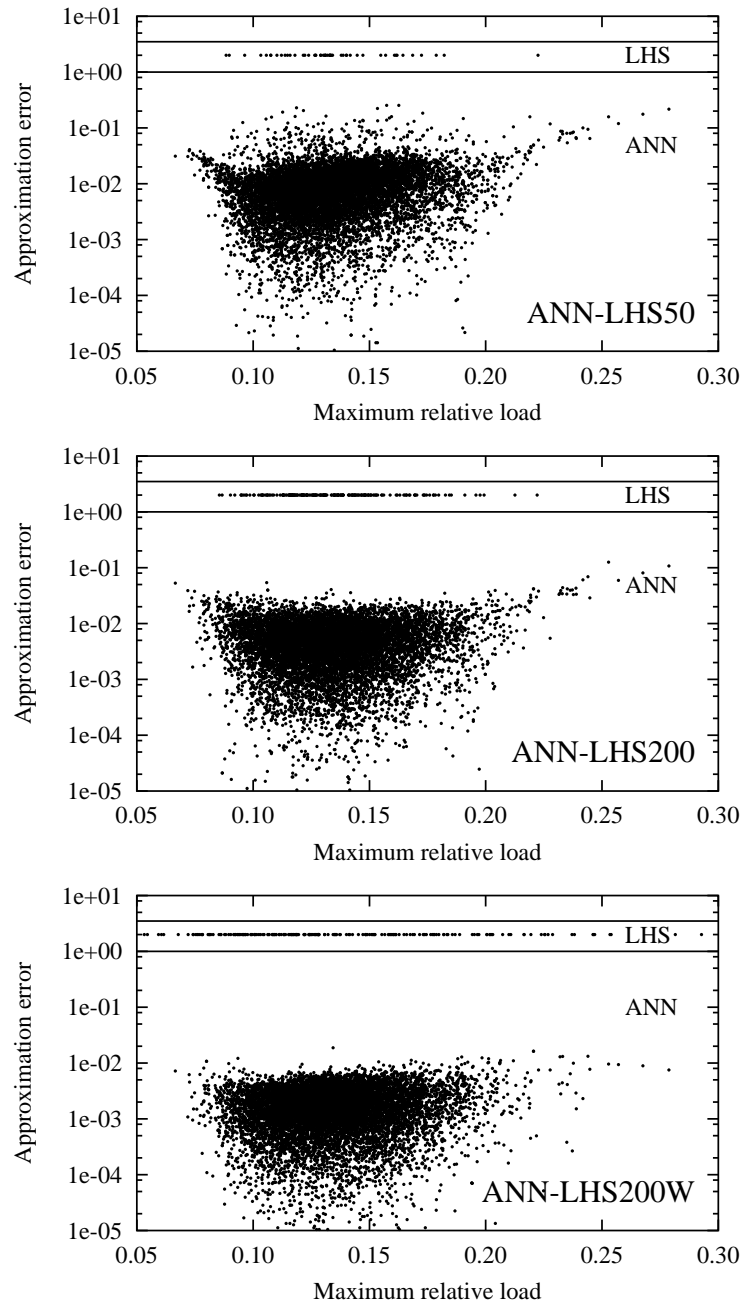 1e+01
LHS
1e+00
1e-01
ANN
1e-02
1e-03
1e-04
ANN-LHS50
1e-05
0.05 0.10 0.15 0.20 0.25 0.30
Approximation error
Maximum relative load
1e+01
LHS
1e+00
1e-01
ANN
1e-02
1e-03
1e-04
ANN-LHS200
1e-05
0.05 0.10 0.15 0.20 0.25 0.30
Approximation error
Maximum relative load
1e+01
LHS
1e+00
1e-01
ANN
1e-02
1e-03
1e-04
ANN-LHS200W
1e-05
0.05 0.10 0.15 0.20 0.25 0.30
Approximation error
Maximum relative load